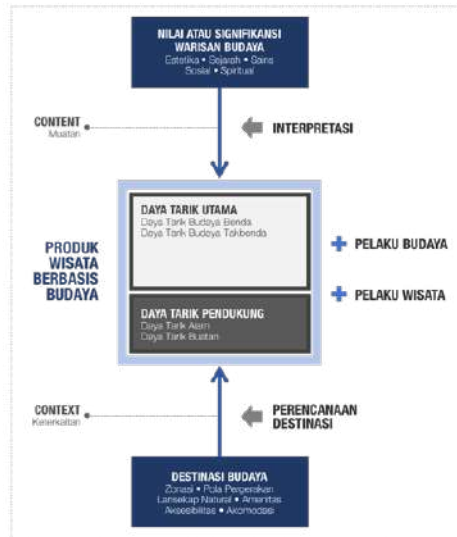 NILAI ATAU SIGNIFIKANSI
WARISAN BUDAYA
Estetika • Sejarah • Sains
Sosial • Spiritual
CONTENT
Muatan
INTERPRETASI
DAYA TARIK UTAMA
Daya Tarik Budaya Benda
Daya Tarik Budaya Takbenda
PRODUK
WISATA
BERBASIS
BUDAYA
+ PELAKU BUDAYA
+ PELAKU WISATA
DAYA TARIK PENDUKUNG
Daya Tarik Alam
Daya Tarik Buatan
CONTEXT
Keterkaitan
PERENCANAAN
DESTINASI
DESTINASI BUDAYA
Zonasi • Pola Pergerakan
Lansekap Natural • Amenitas
Aksesibilitas • Akomodasi